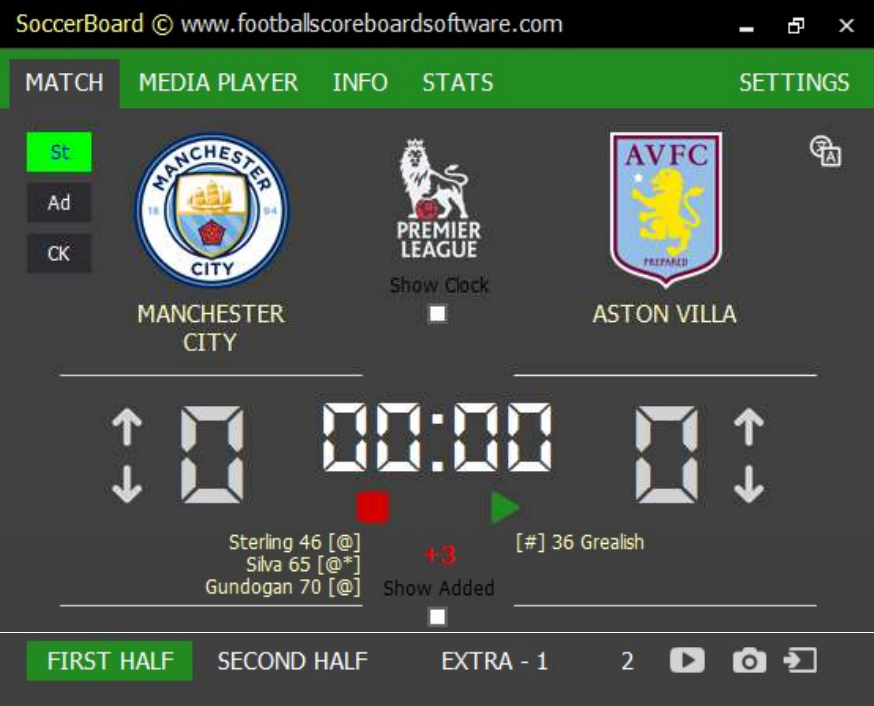 SoccerBoard © www.footballscoreboardsoftware.com
MATCH MEDIA PLAYER INFO STATS SETTINGS
St
Ad
CK
MANCHESTER
18 94
CITY
PREMIER
LEAGUE
AVFC
PREPARED
Show Clock
MANCHESTER
CITY
ASTON VILLA
0 00:00 0
Sterling 46 [@]
Silva 65 [@*]
Gundogan 70 [@]
+3
[#] 36 Grealish
Show Added
FIRST HALF SECOND HALF EXTRA - 1 2